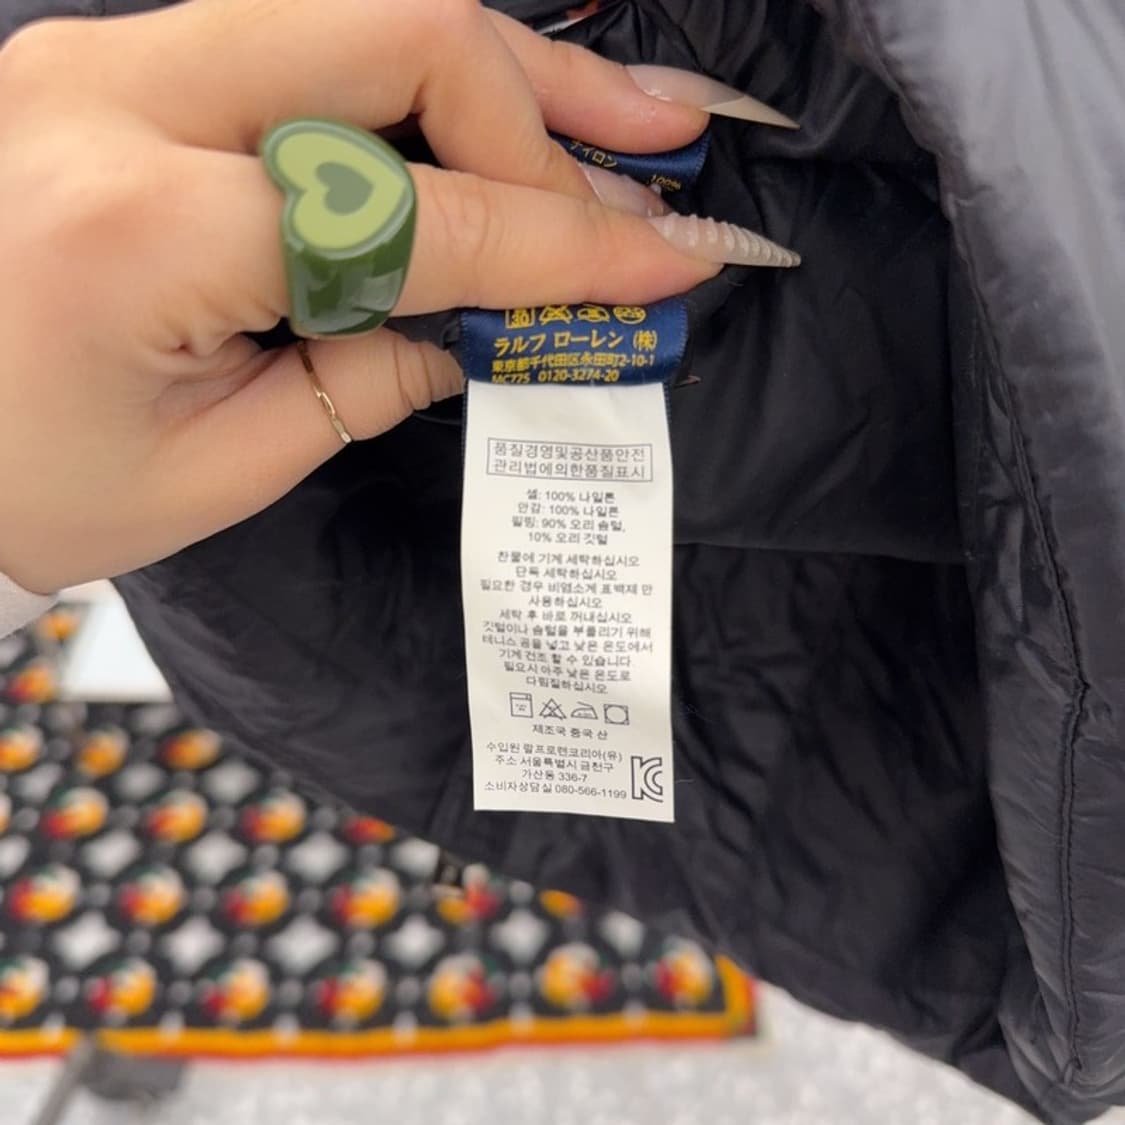 ナイロン
100%
ラルフ ローレン (株)
東京都千代田区永田町2-10-1
MC775 0120-3274-20
품질경영및공산품안전
관리법에의한품질표시
셸: 100% 나일론
안감: 100% 나일론
필링: 90% 오리 솜털,
10% 오리 깃털
찬물에 기계 세탁하십시오
단독 세탁하십시오
필요한 경우 비염소계 표백제 만
사용하십시오
세탁 후 바로 꺼내십시오
깃털이나 솜털을 부풀리기 위해
테니스 공을 넣고 낮은 온도에서
기계 건조 할 수 있습니다
필요시 아주 낮은 온도로
다림질하십시오
제조국 중국 산
수입원 랄프로렌코리아(유)
주소 서울특별시 금천구
가산동 336-7
소비자상담실 080-566-1199